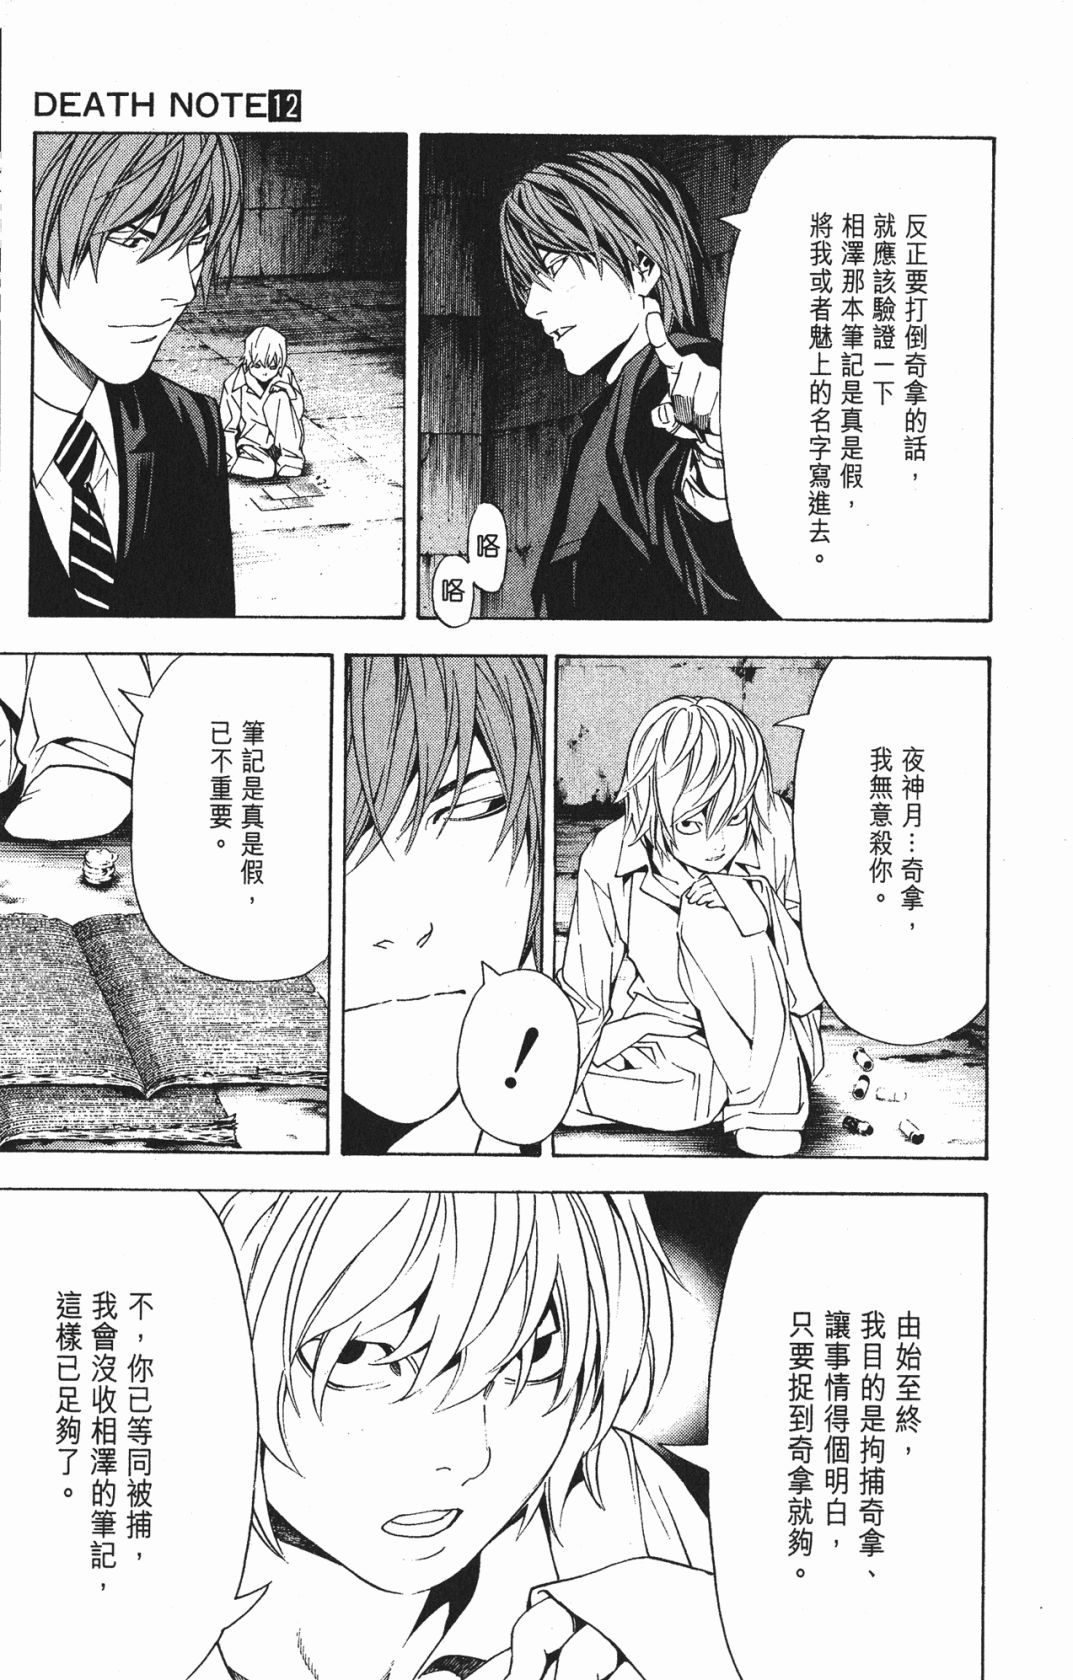 DEATH NOTE12
反正要打倒奇拿的話，
就應該驗證一下
相澤那本筆記是真是假，
將我或者魅上的名字寫進去。
咯
咯
夜神月…奇拿，
我無意殺你。
！
筆記是真是假，
已不重要。
由始至終，
我目的是拘捕奇拿、
讓事情得個明白，
只要捉到奇拿就夠。
不，你已等同被捕，
我會沒收相澤的筆記，
這樣已足夠了。